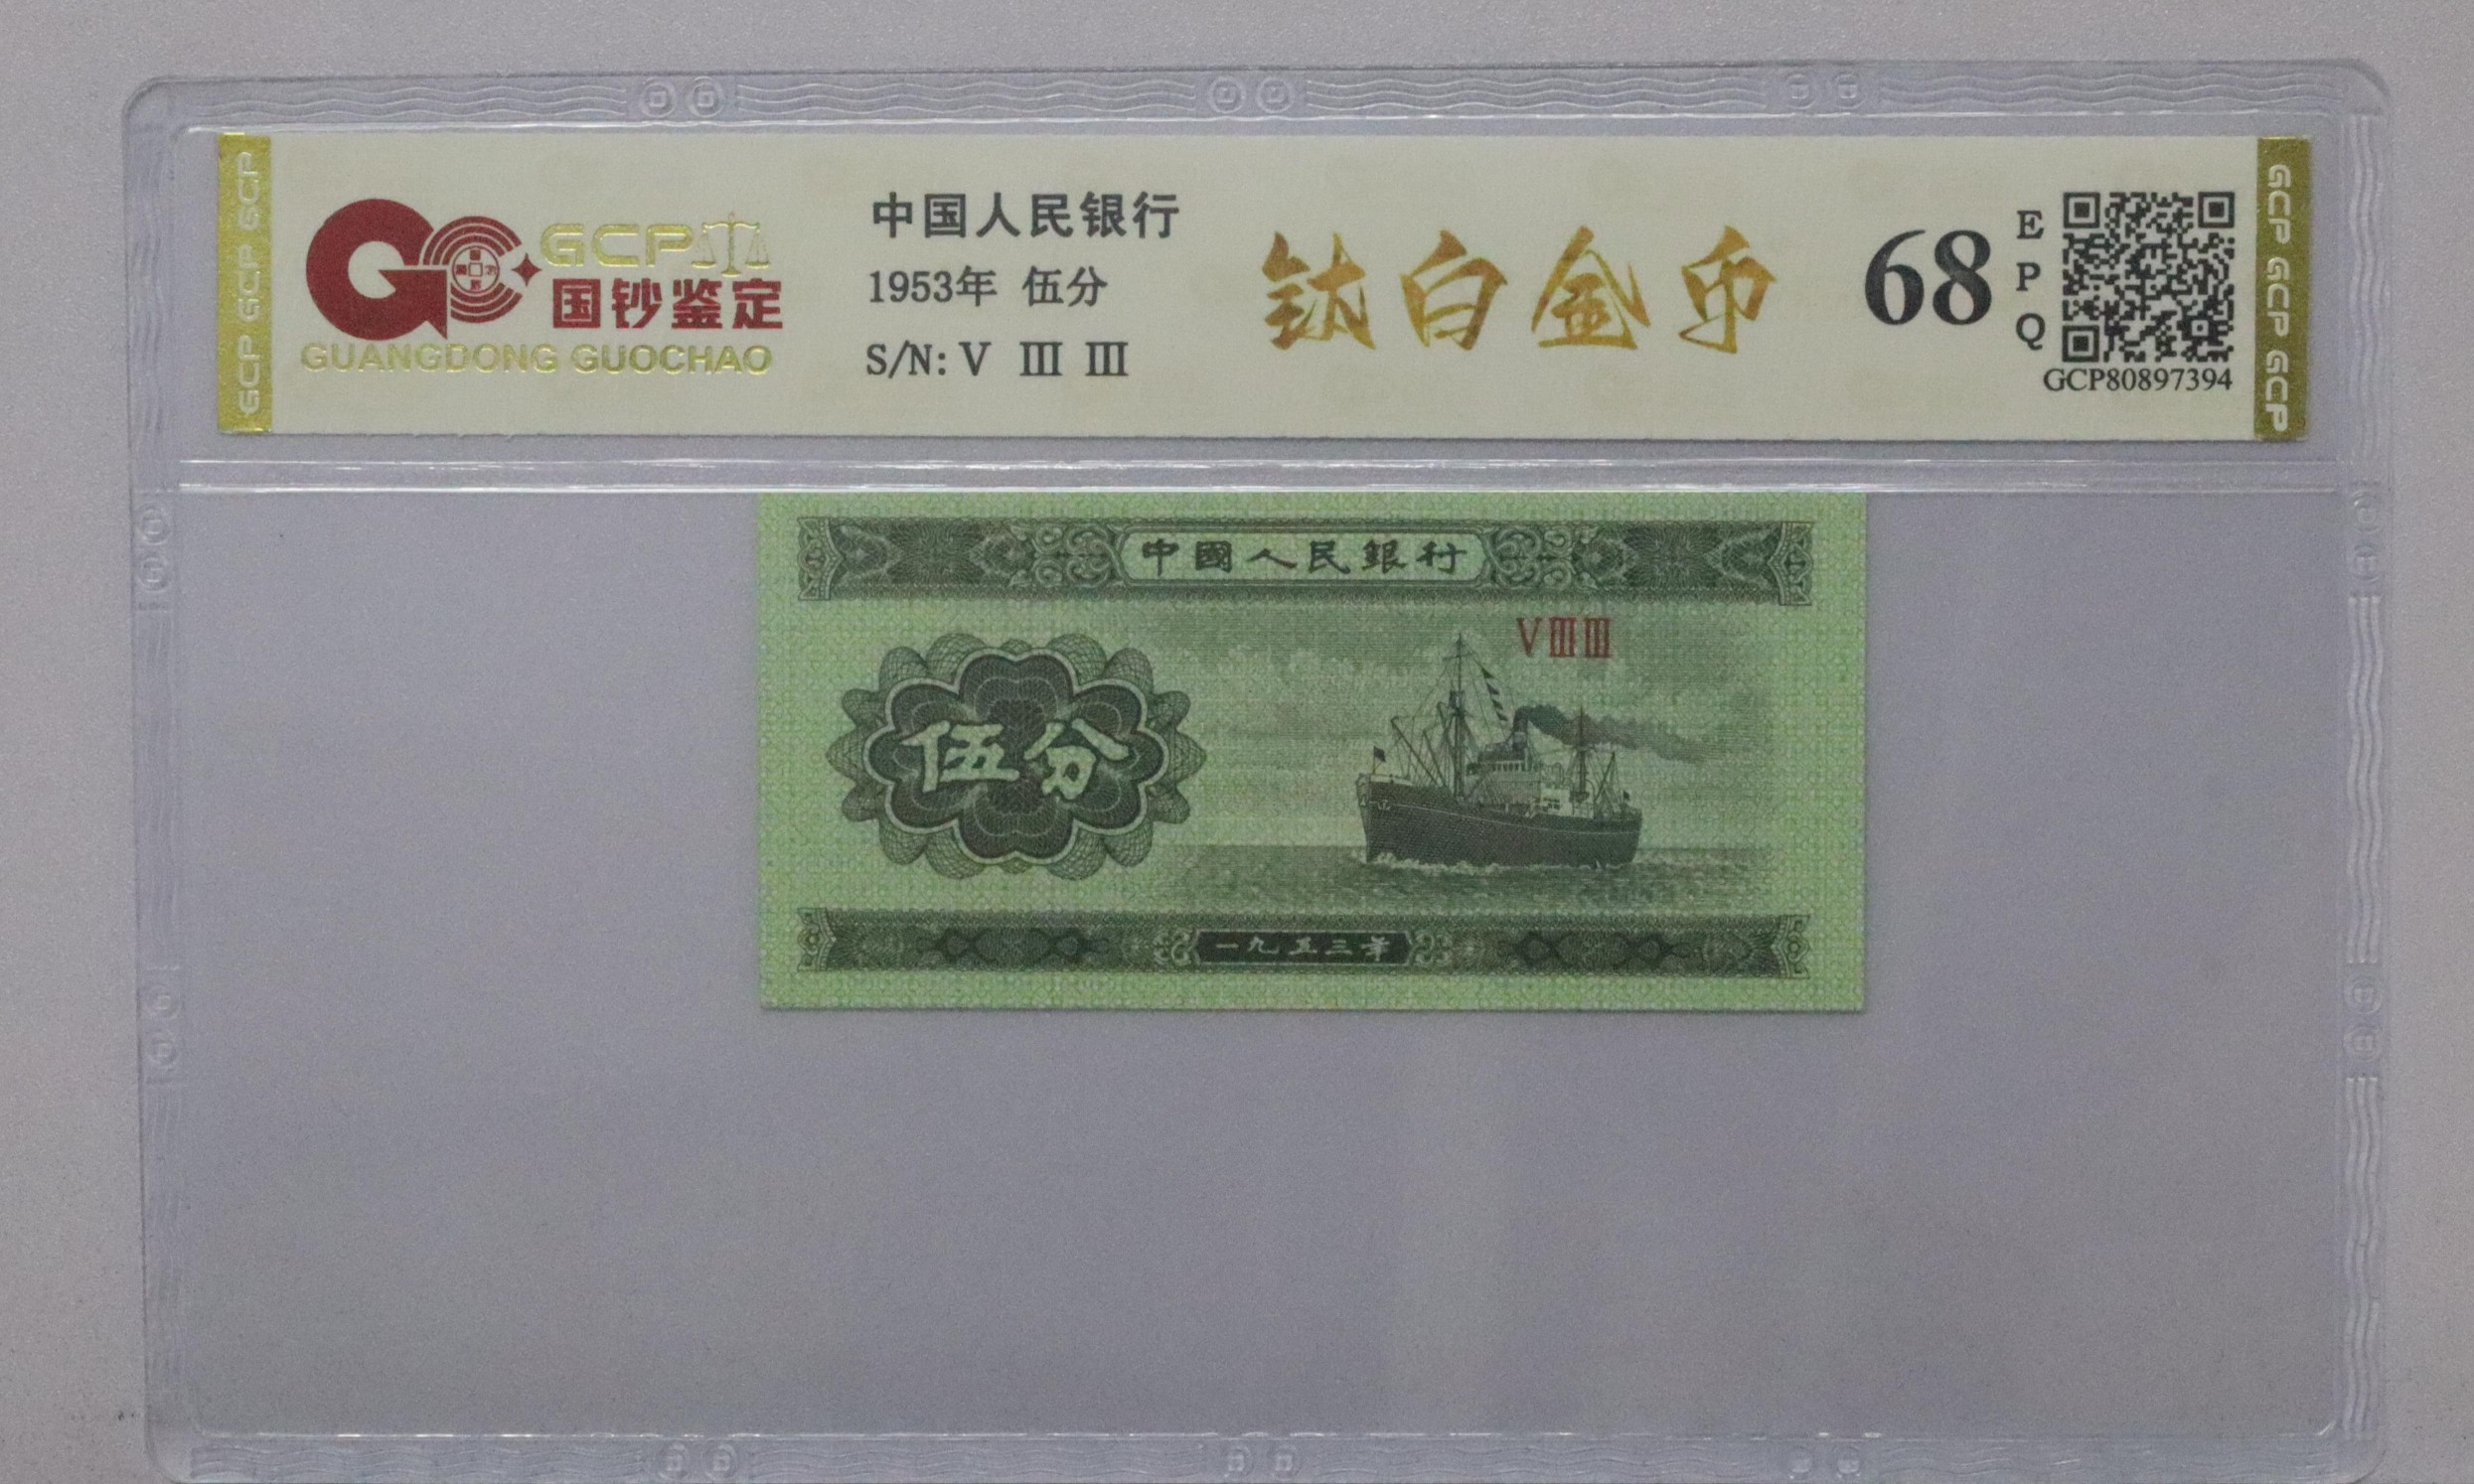 GCP GCP GCP
GCP
国钞鉴定
GUANGDONG GUOCHAO
中国人民银行
1953年 伍分
S/N: V Ⅲ Ⅲ
钛白金币
68
E
P
Q
GCP80897394
GCP GCP GCP
中國人民銀行
V Ⅲ Ⅲ
伍分
一九五三年